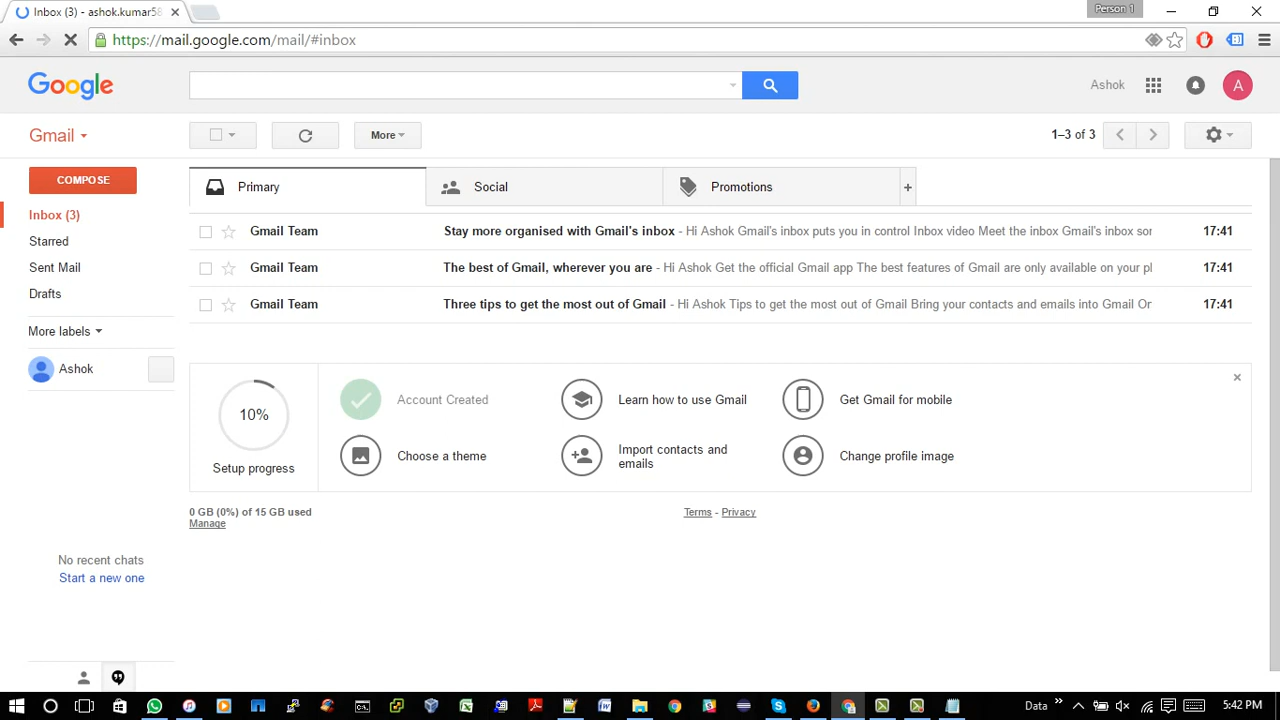 Inbox (3) - ashok.kumar58
Person 1
https://mail.google.com/mail/#inbox
Google
Ashok
A
Gmail
More
1–3 of 3
COMPOSE
Primary
Social
Promotions
+
Inbox (3)
Gmail Team Stay more organised with Gmail's inbox - Hi Ashok Gmail's inbox puts you in control Inbox video Meet the inbox Gmail's inbox sor 17:41
Starred
Gmail Team The best of Gmail, wherever you are - Hi Ashok Get the official Gmail app The best features of Gmail are only available on your pl 17:41
Sent Mail
Drafts
Gmail Team Three tips to get the most out of Gmail - Hi Ashok Tips to get the most out of Gmail Bring your contacts and emails into Gmail On 17:41
More labels
Ashok
10%
Setup progress
Account Created
Learn how to use Gmail
Get Gmail for mobile
Choose a theme
Import contacts and
emails
Change profile image
0 GB (0%) of 15 GB used
Manage
Terms - Privacy
No recent chats
Start a new one
Data
5:42 PM